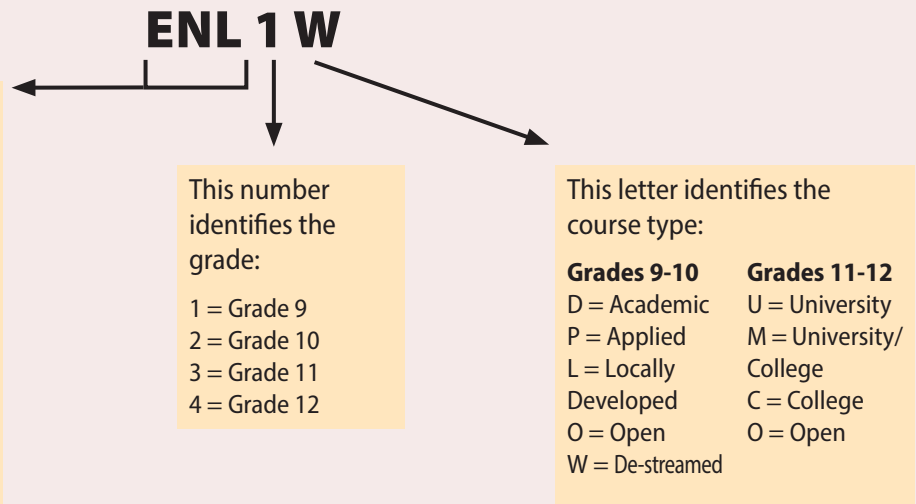 ENL 1 W
This number
identifies the
grade:
1 = Grade 9
2 = Grade 10
3 = Grade 11
4 = Grade 12
This letter identifies the
course type:
Grades 9-10
D = Academic
P = Applied
L = Locally
Developed
O = Open
W = De-streamed
Grades 11-12
U = University
M = University/
College
C = College
O = Open